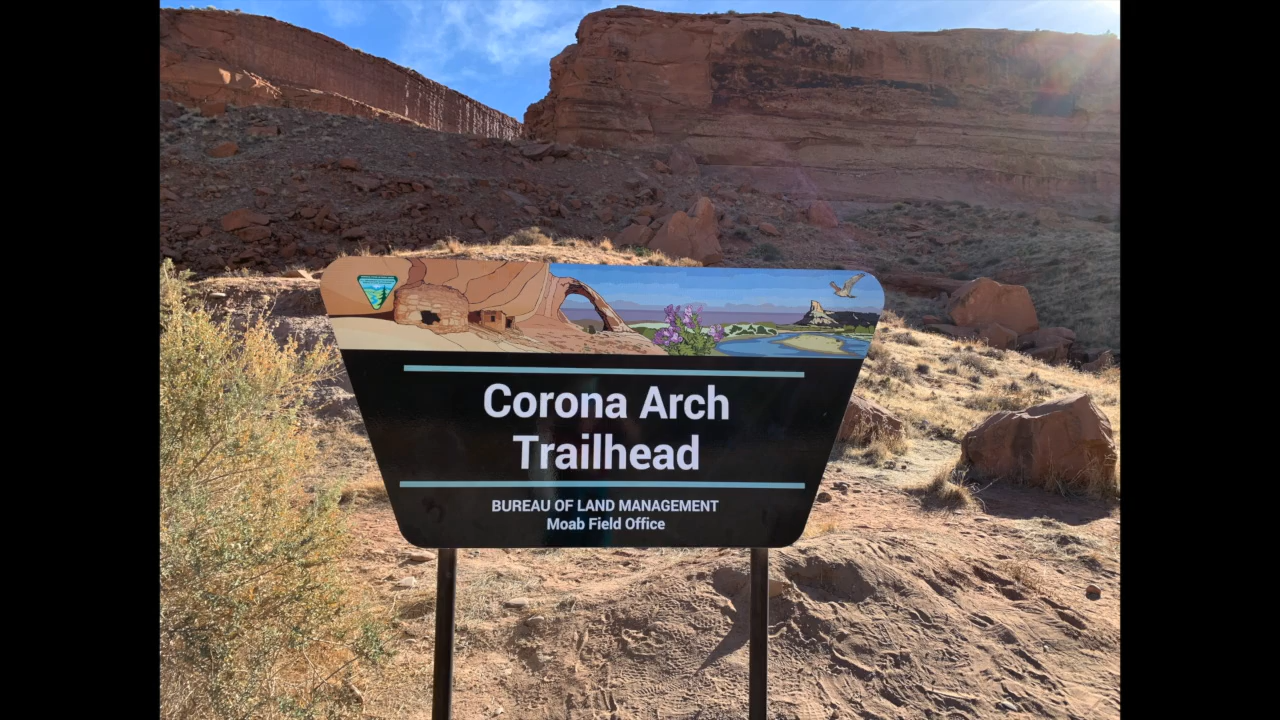 Corona Arch
Trailhead
BUREAU OF LAND MANAGEMENT
Moab Field Office